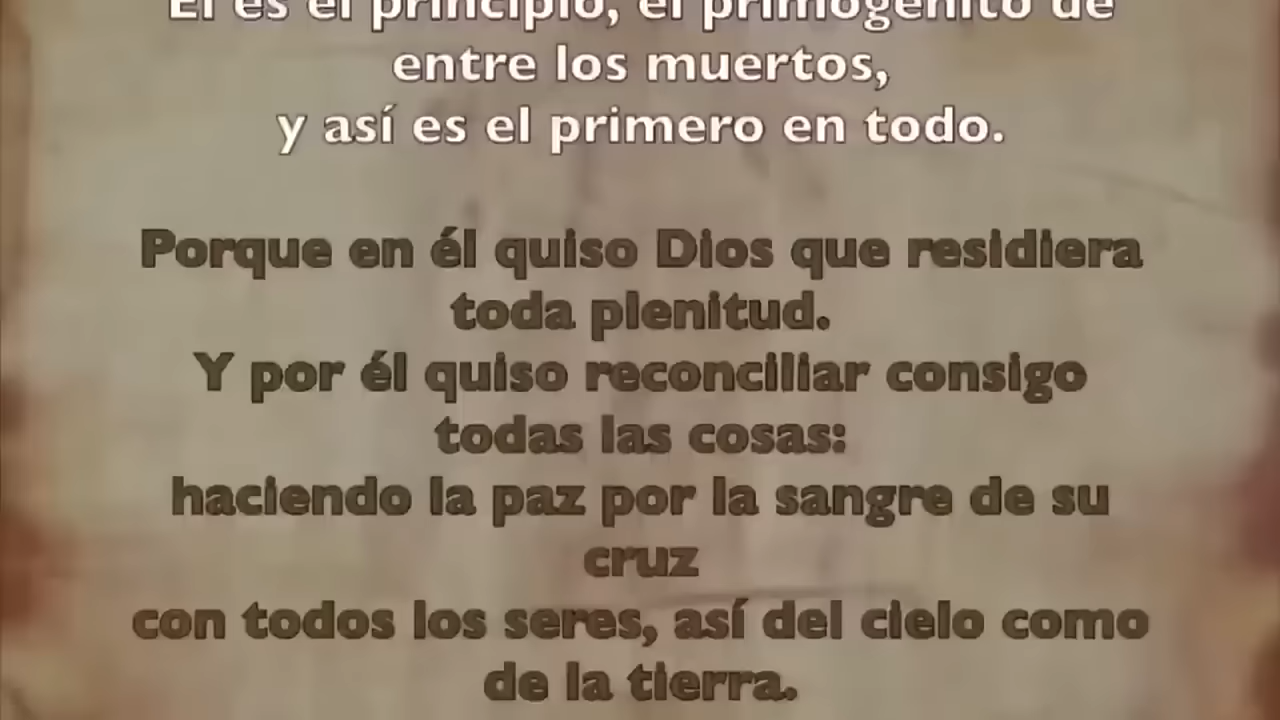 Él es el principio, el primogénito de
entre los muertos,
y así es el primero en todo.
Porque en él quiso Dios que residiera
toda plenitud.
Y por él quiso reconciliar consigo
todas las cosas:
haciendo la paz por la sangre de su
cruz
con todos los seres, así del cielo como
de la tierra.